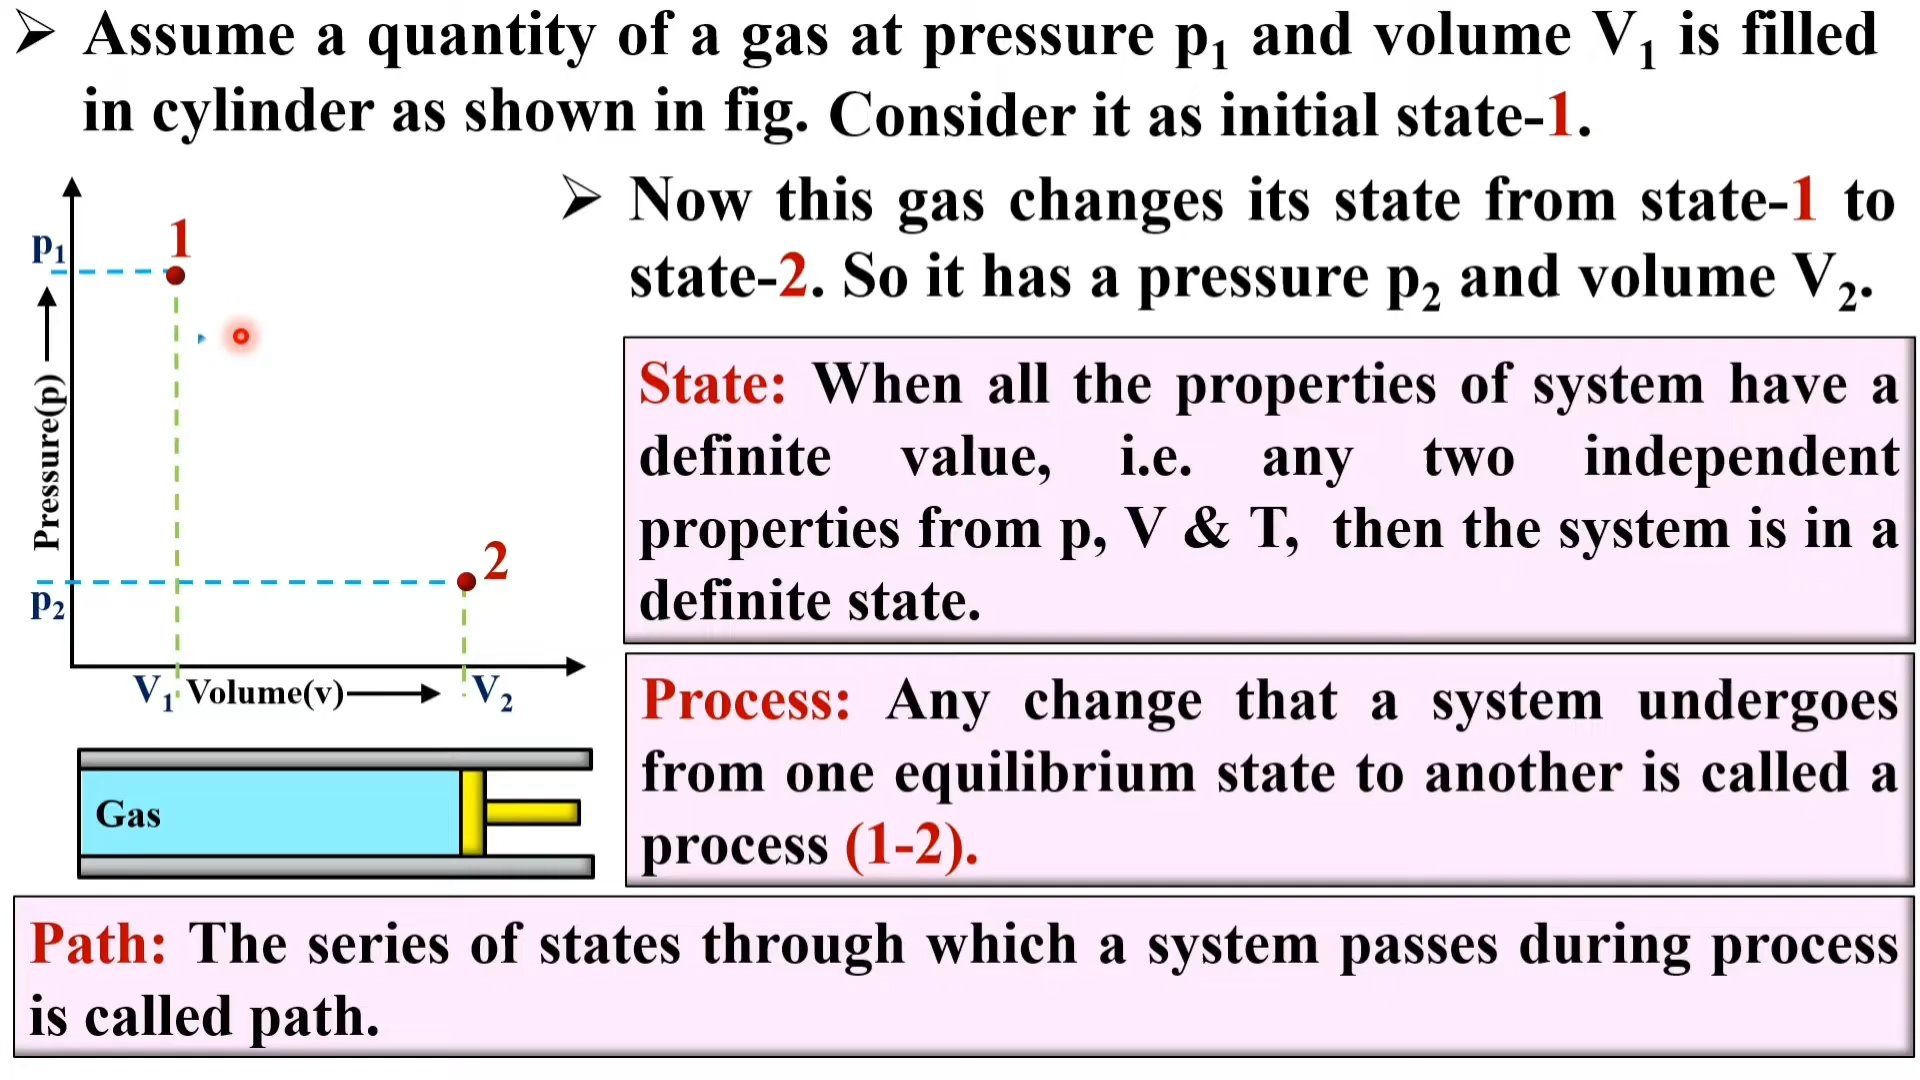 ➢ Assume a quantity of a gas at pressure p₁ and volume V₁ is filled
in cylinder as shown in fig. Consider it as initial state-1.
➢ Now this gas changes its state from state-1 to
state-2. So it has a pressure p₂ and volume V₂.
p₁
1
Pressure(p)
2
p₂
V₁ Volume(v) V₂
Gas
State: When all the properties of system have a
definite value, i.e. any two independent
properties from p, V & T, then the system is in a
definite state.
Process: Any change that a system undergoes
from one equilibrium state to another is called a
process (1-2).
Path: The series of states through which a system passes during process
is called path.